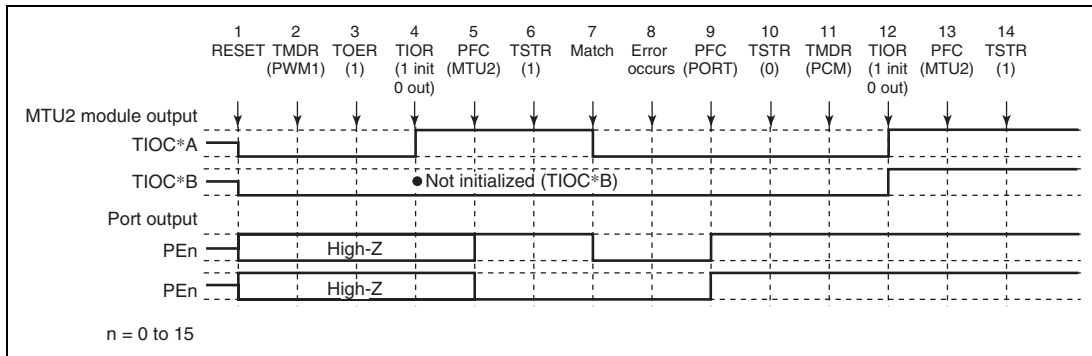 1 2 3 4 5 6 7 8 9 10 11 12 13 14
RESET TMDR TOER TIOR PFC TSTR Match Error PFC TSTR TMDR TIOR PFC TSTR
(PWM1) (1) (1 init (MTU2) (1) occurs (PORT) (0) (PCM) (1 init (MTU2) (1)
0 out) 0 out)
MTU2 module output
TIOC*A
TIOC*B ●Not initialized (TIOC*B)
Port output
PEn High-Z
PEn High-Z
n = 0 to 15